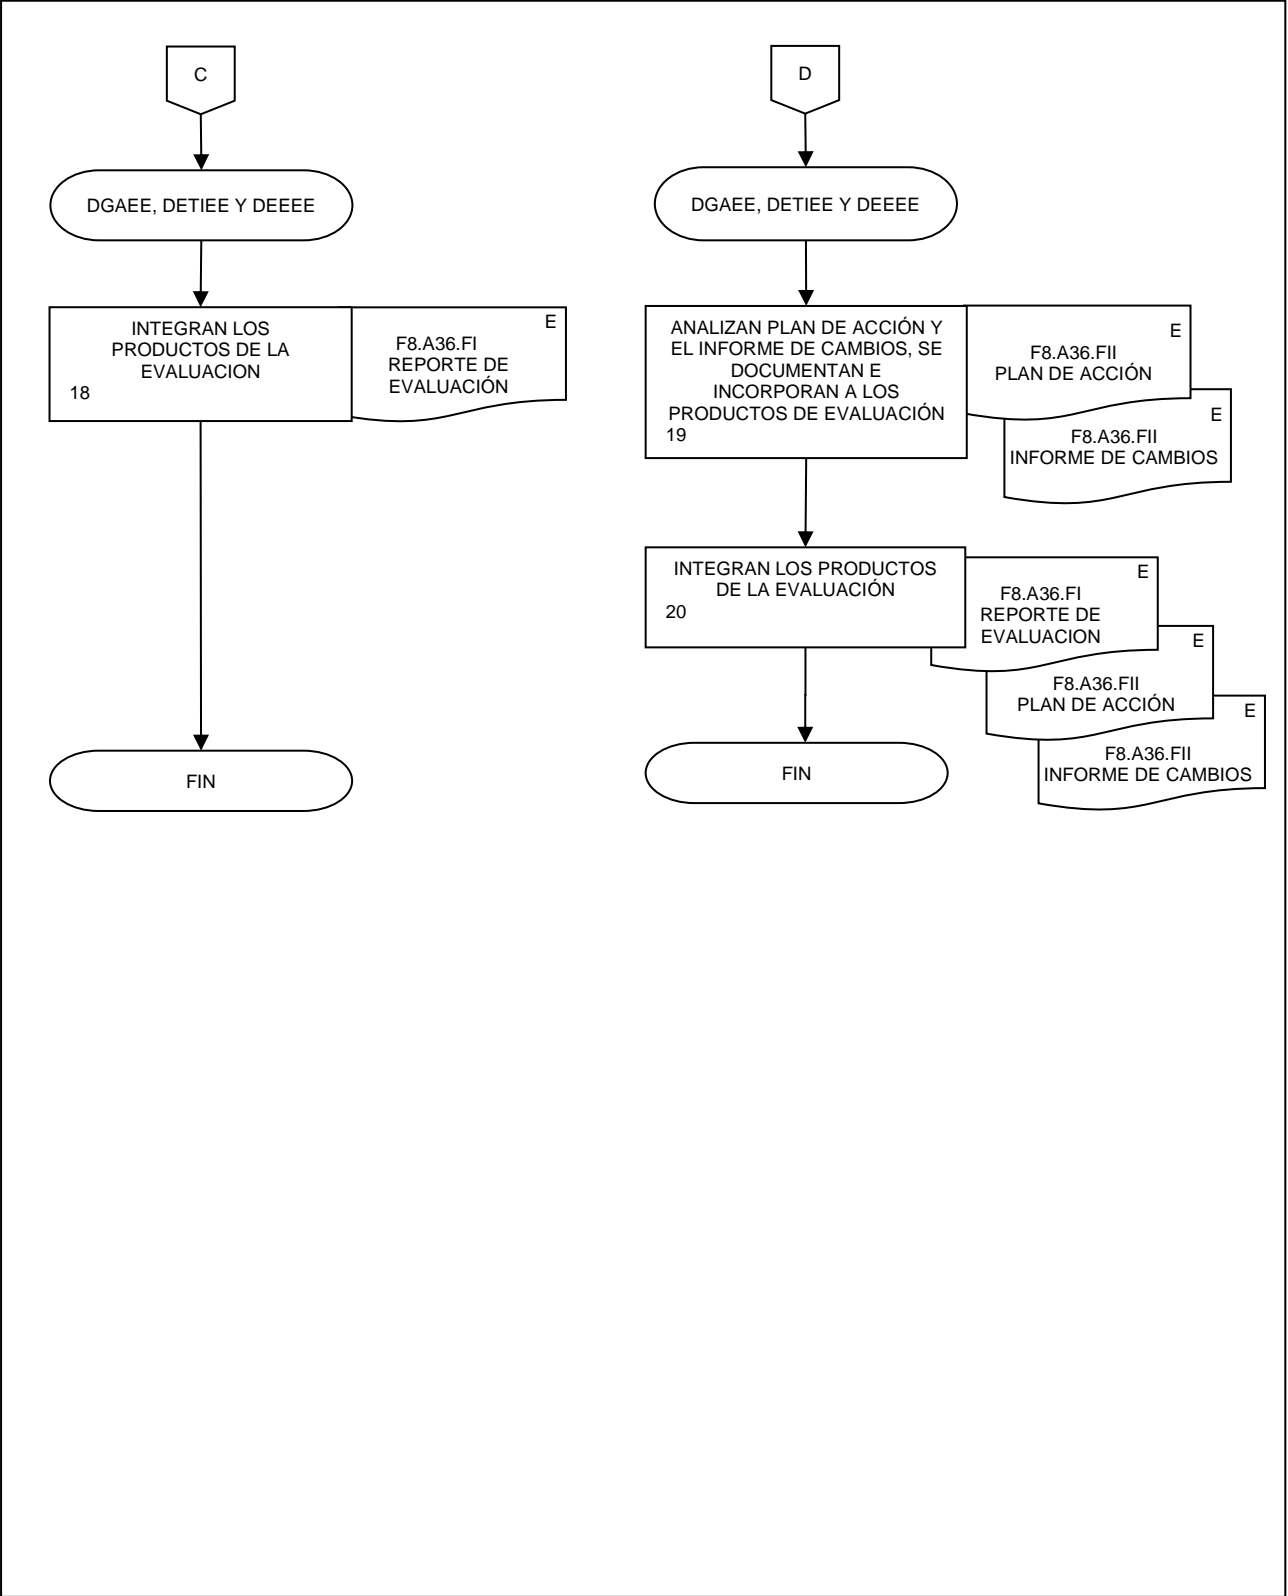 C
DGAEE, DETIEE Y DEEEE
INTEGRAN LOS
PRODUCTOS DE LA
EVALUACION
18
E
F8.A36.FI
REPORTE DE
EVALUACIÓN
FIN
D
DGAEE, DETIEE Y DEEEE
ANALIZAN PLAN DE ACCIÓN Y
EL INFORME DE CAMBIOS, SE
DOCUMENTAN E
INCORPORAN A LOS
PRODUCTOS DE EVALUACIÓN
19
E
F8.A36.FII
PLAN DE ACCIÓN
E
F8.A36.FII
INFORME DE CAMBIOS
INTEGRAN LOS PRODUCTOS
DE LA EVALUACIÓN
20
E
F8.A36.FI
REPORTE DE
EVALUACION
E
F8.A36.FII
PLAN DE ACCIÓN
E
F8.A36.FII
INFORME DE CAMBIOS
FIN